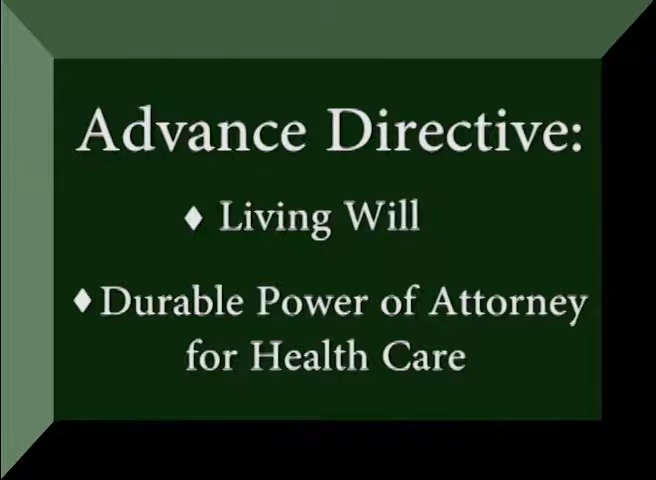 Advance Directive:
♦ Living Will
♦ Durable Power of Attorney
for Health Care